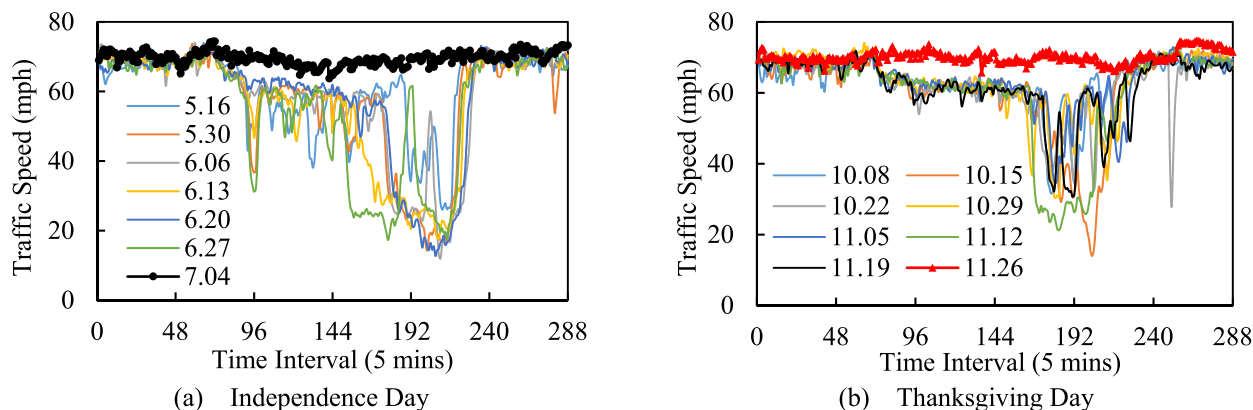 80
60
40
20
0
Traffic Speed (mph)
5.16
5.30
6.06
6.13
6.20
6.27
7.04
0 48 96 144 192 240 288
Time Interval (5 mins)
(a) Independence Day
80
60
40
20
0
Traffic Speed (mph)
10.08 10.15
10.22 10.29
11.05 11.12
11.19 11.26
0 48 96 144 192 240 288
Time Interval (5 mins)
(b) Thanksgiving Day